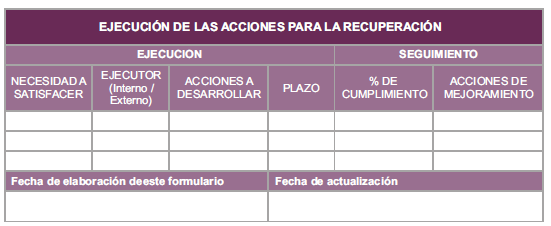 EJECUCIÓN DE LAS ACCIONES PARA LA RECUPERACIÓN
EJECUCION
SEGUIMIENTO
NECESIDAD A
SATISFACER
EJECUTOR
(Interno /
Externo)
ACCIONES A
DESARROLLAR
PLAZO
% DE
CUMPLIMIENTO
ACCIONES DE
MEJORAMIENTO
Fecha de elaboración deeste formulario
Fecha de actualización